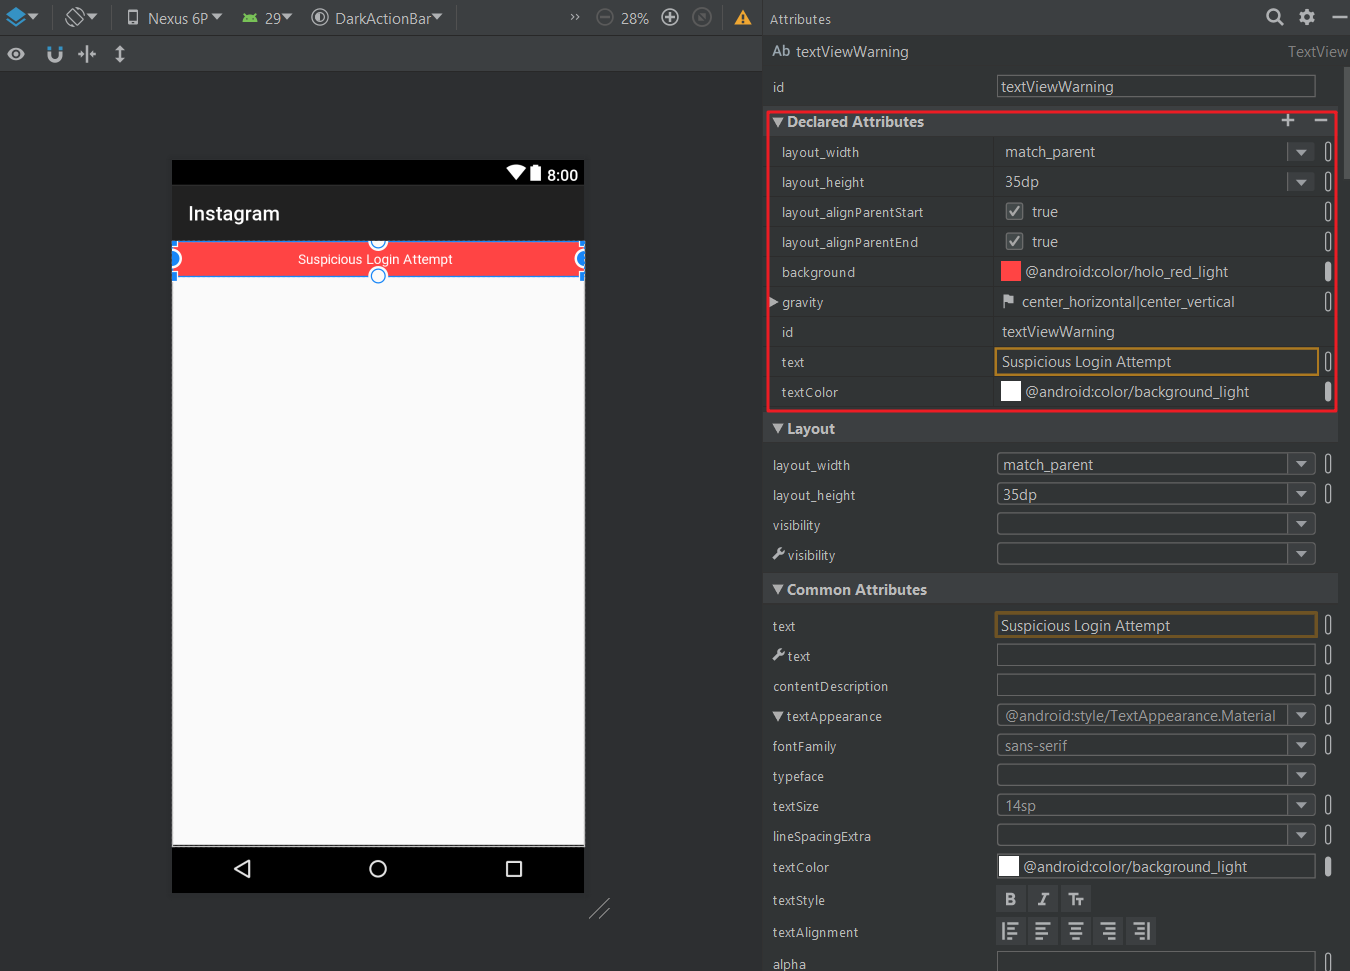 Nexus 6P
29
DarkActionBar
»
28%
8:00
Instagram
Suspicious Login Attempt
Attributes
Ab textViewWarning TextView
id textViewWarning
Declared Attributes
layout_width match_parent
layout_height 35dp
layout_alignParentStart true
layout_alignParentEnd true
background @android:color/holo_red_light
gravity center_horizontal|center_vertical
id textViewWarning
text Suspicious Login Attempt
textColor @android:color/background_light
Layout
layout_width match_parent
layout_height 35dp
visibility
visibility
Common Attributes
text Suspicious Login Attempt
text
contentDescription
textAppearance @android:style/TextAppearance.Material
fontFamily sans-serif
typeface
textSize 14sp
lineSpacingExtra
textColor @android:color/background_light
textStyle B I Tт
textAlignment
alpha